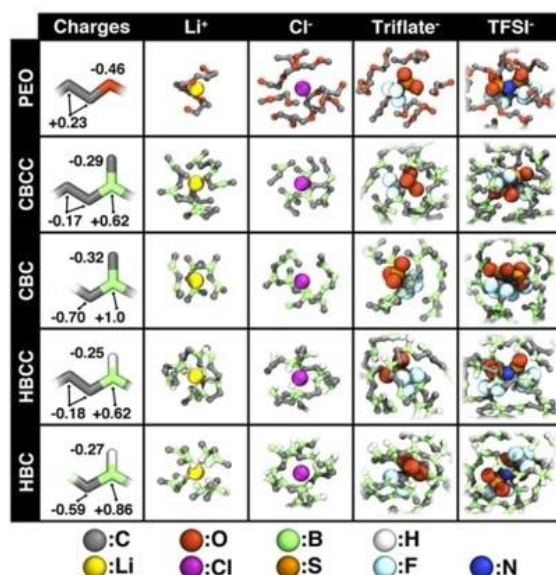 Charges Li⁺ Cl⁻ Triflate⁻ TFSI⁻
PEO
-0.46
+0.23
CBCC
-0.29
-0.17 +0.62
CBC
-0.32
-0.70 +1.0
HBCC
-0.25
-0.18 +0.62
HBC
-0.27
-0.59 +0.86
:C :O :B :H
:Li :Cl :S :F :N